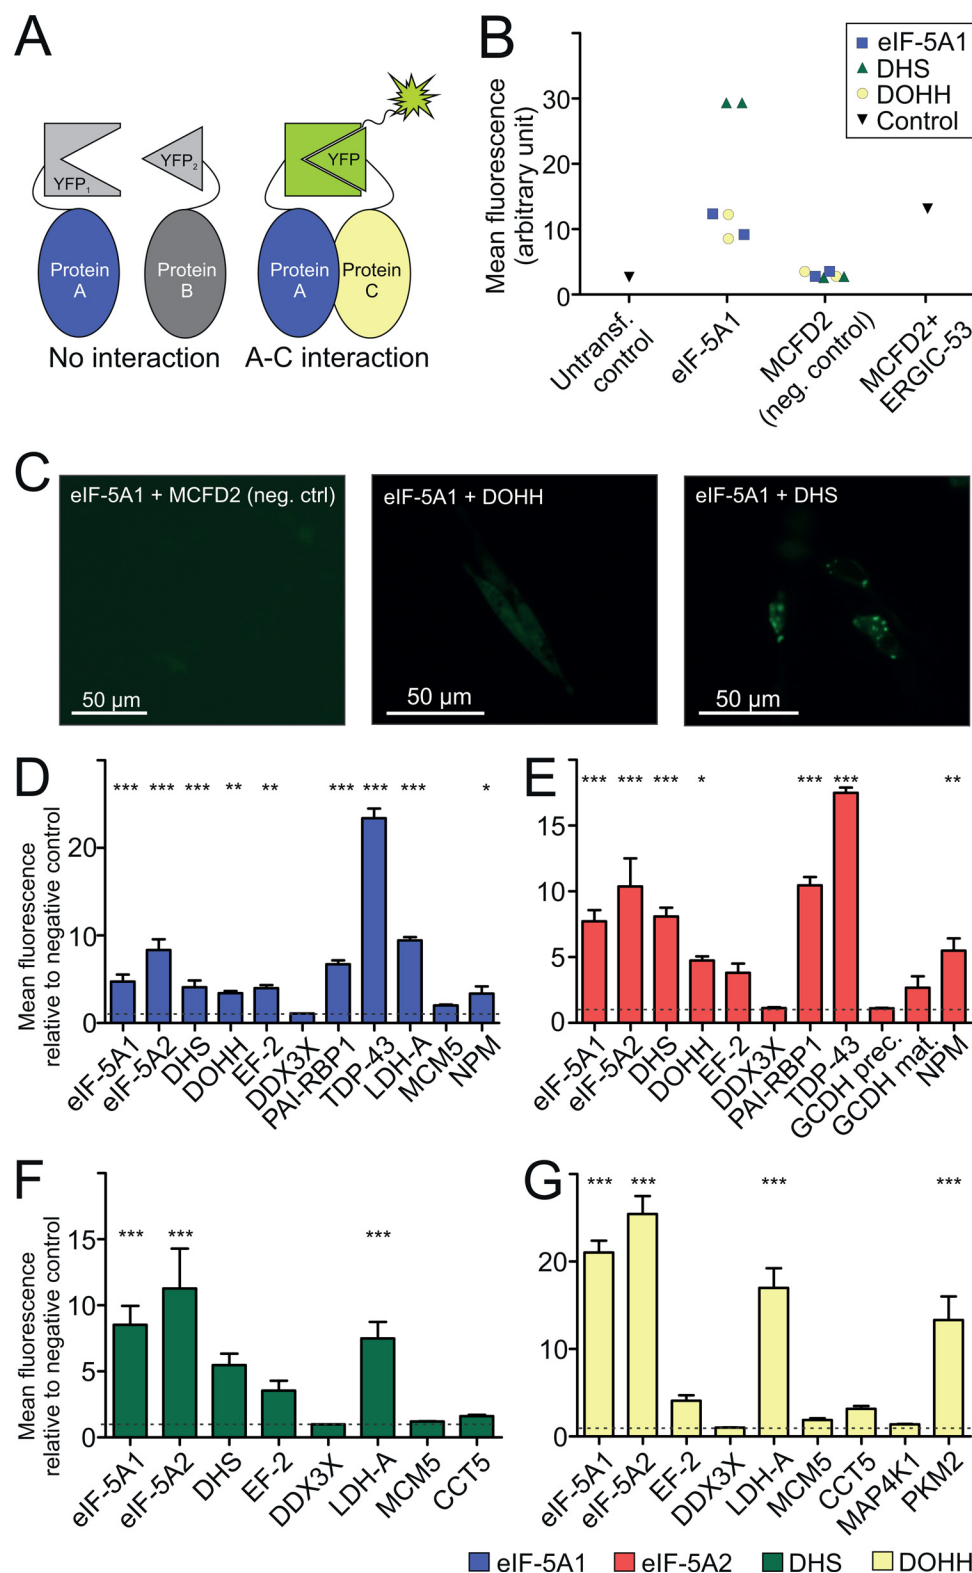 A
YFP1
YFP2
YFP
Protein
A
Protein
B
Protein
A
Protein
C
No interaction
A-C interaction
B
Mean fluorescence
(arbitrary unit)
30
20
10
0
eIF-5A1
DHS
DOHH
Control
Untransf.
control
eIF-5A1
MCFD2
(neg. control)
MCFD2+
ERGIC-53
C
eIF-5A1 + MCFD2 (neg. ctrl)
50 µm
eIF-5A1 + DOHH
50 µm
eIF-5A1 + DHS
50 µm
D
Mean fluorescence
relative to negative control
20
10
0
*** *** *** ** ** *** *** *** *
eIF-5A1
eIF-5A2
DHS
DOHH
EF-2
DDX3X
PAI-RBP1
TDP-43
LDH-A
MCM5
NPM
E
15
10
5
0
*** *** *** * *** *** **
eIF-5A1
eIF-5A2
DHS
DOHH
EF-2
DDX3X
PAI-RBP1
TDP-43
GCDH prec.
GCDH mat.
NPM
F
Mean fluorescence
relative to negative control
15
10
5
0
*** *** ***
eIF-5A1
eIF-5A2
DHS
EF-2
DDX3X
LDH-A
MCM5
CCT5
G
20
10
0
*** *** *** ***
eIF-5A1
eIF-5A2
EF-2
DDX3X
LDH-A
MCM5
CCT5
MAP4K1
PKM2
eIF-5A1 eIF-5A2 DHS DOHH